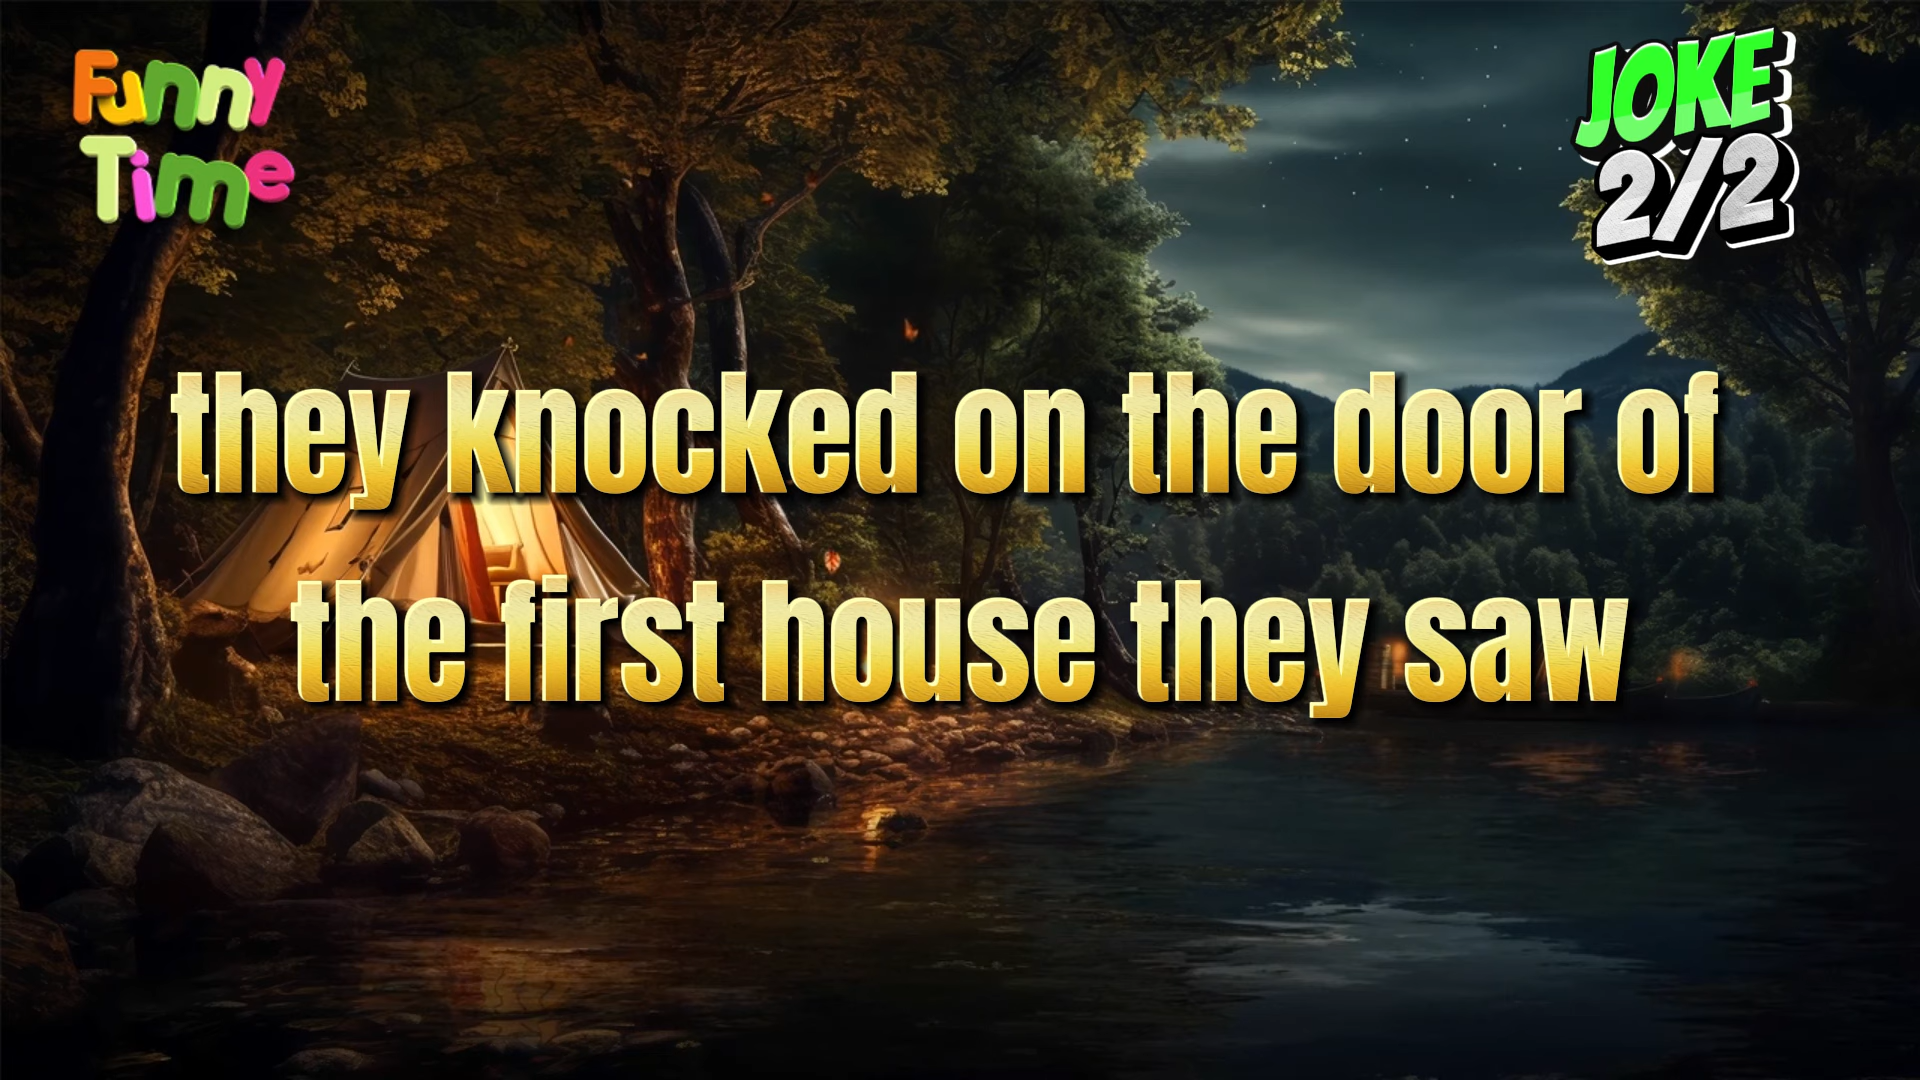 Funny
Time
JOKE
2/2
they knocked on the door of
the first house they saw